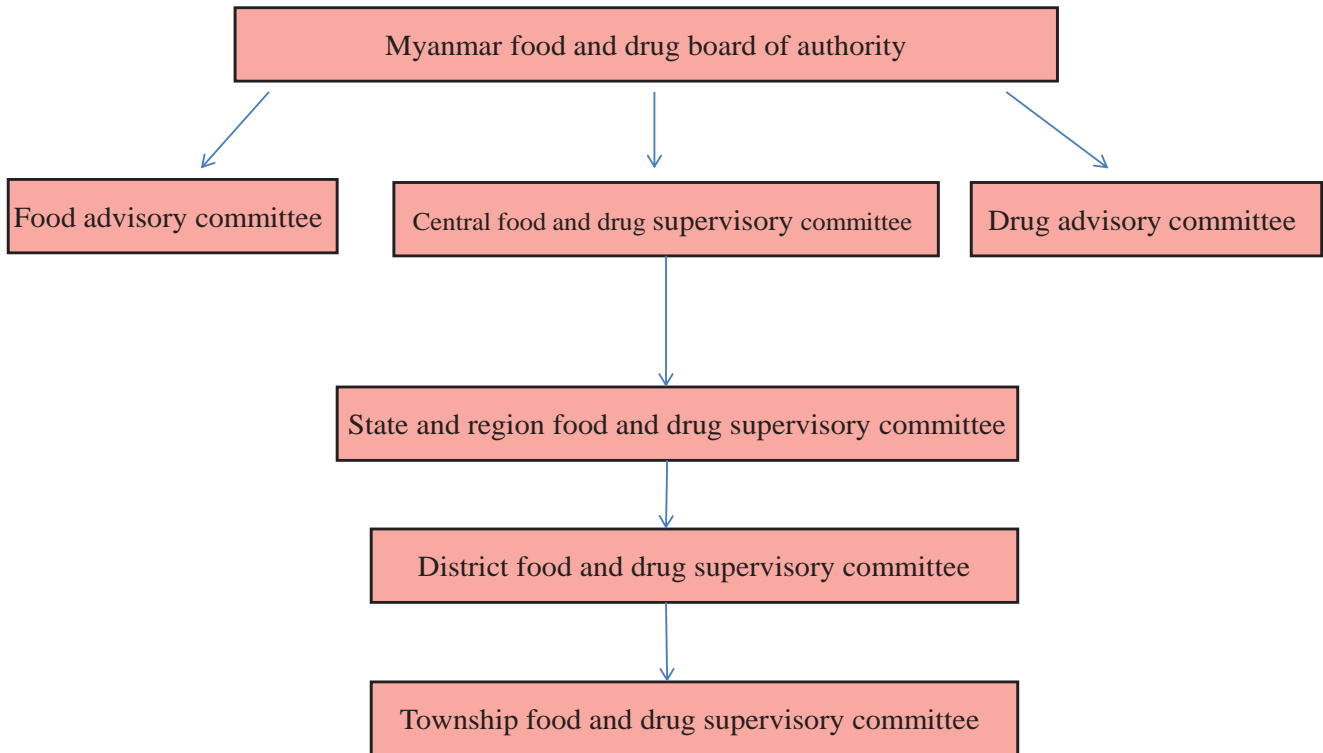 Myanmar food and drug board of authority
Food advisory committee
Central food and drug supervisory committee
Drug advisory committee
State and region food and drug supervisory committee
District food and drug supervisory committee
Township food and drug supervisory committee